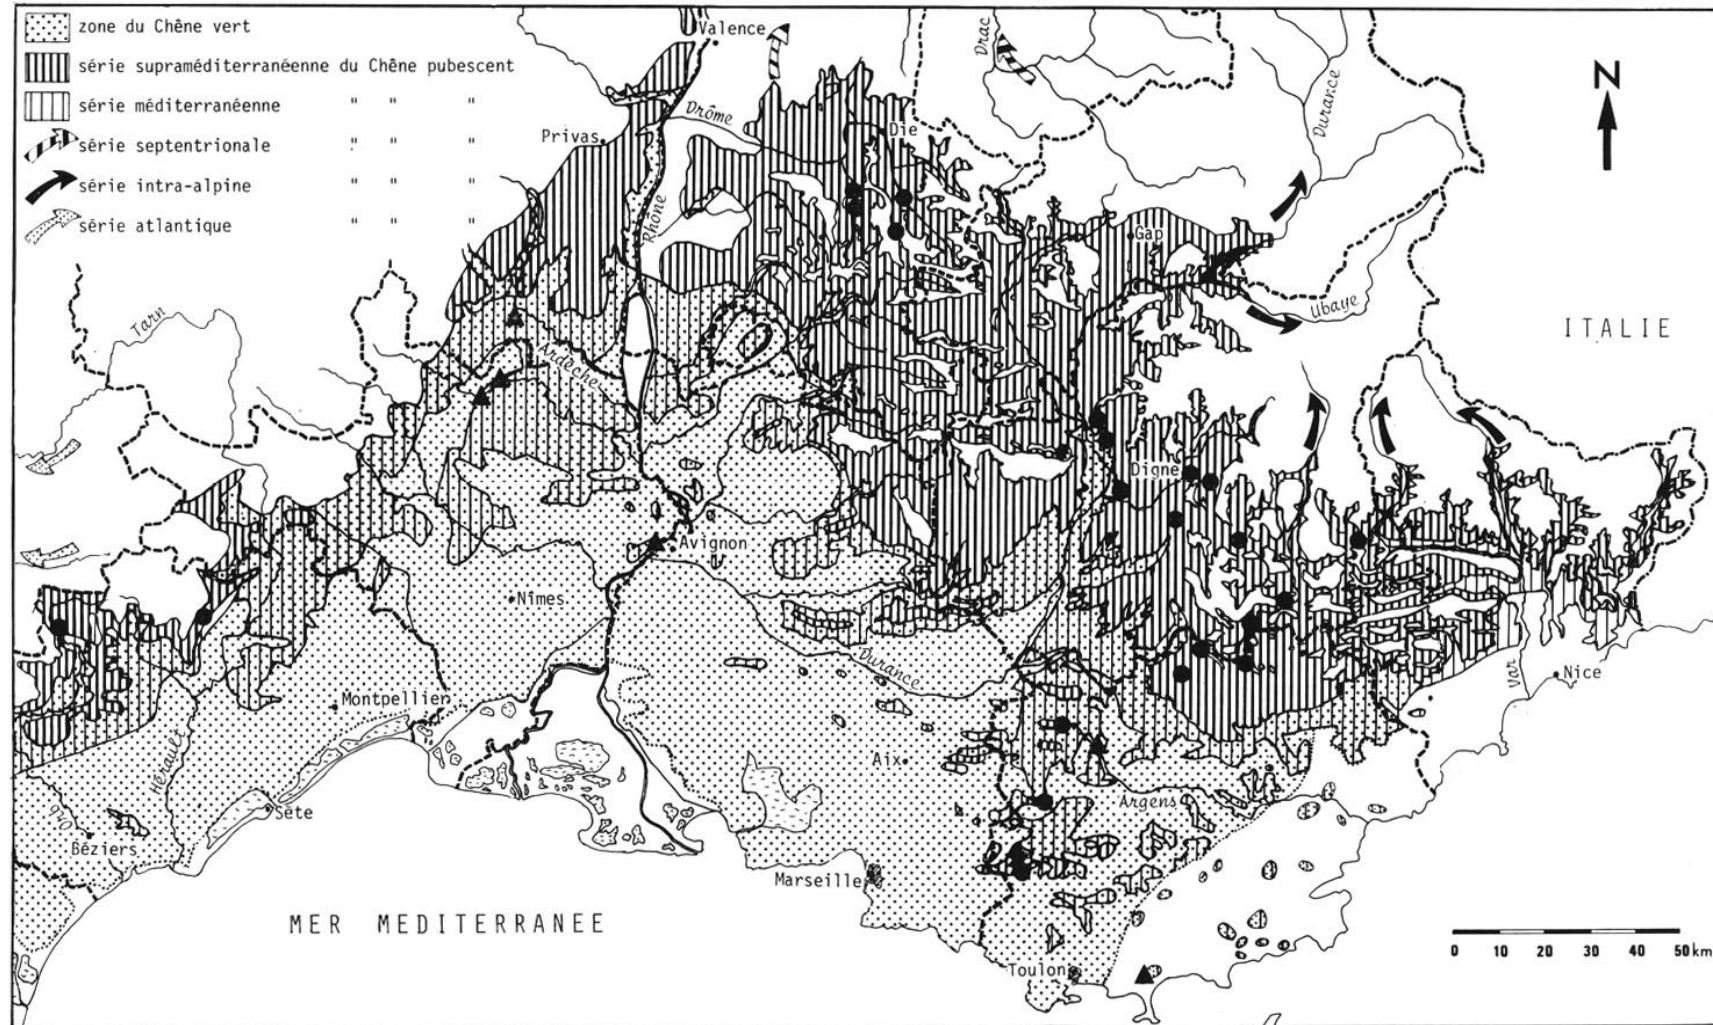 zone du Chêne vert
série supraméditerranéenne du Chêne pubescent
série méditerranéenne " " "
série septentrionale " " "
série intra-alpine " " "
série atlantique " " "
Valence
Drac
Durance
N
Drôme
Die
Privas
Rhône
Gap
Ubaye
ITALIE
Tarn
Ardèche
Digne
Avignon
Nîmes
Durance
Var
Nice
Montpellier
Hérault
Aix
Argens
Sète
Orb
Béziers
Marseille
MER MEDITERRANEE
Toulon
0 10 20 30 40 50 km